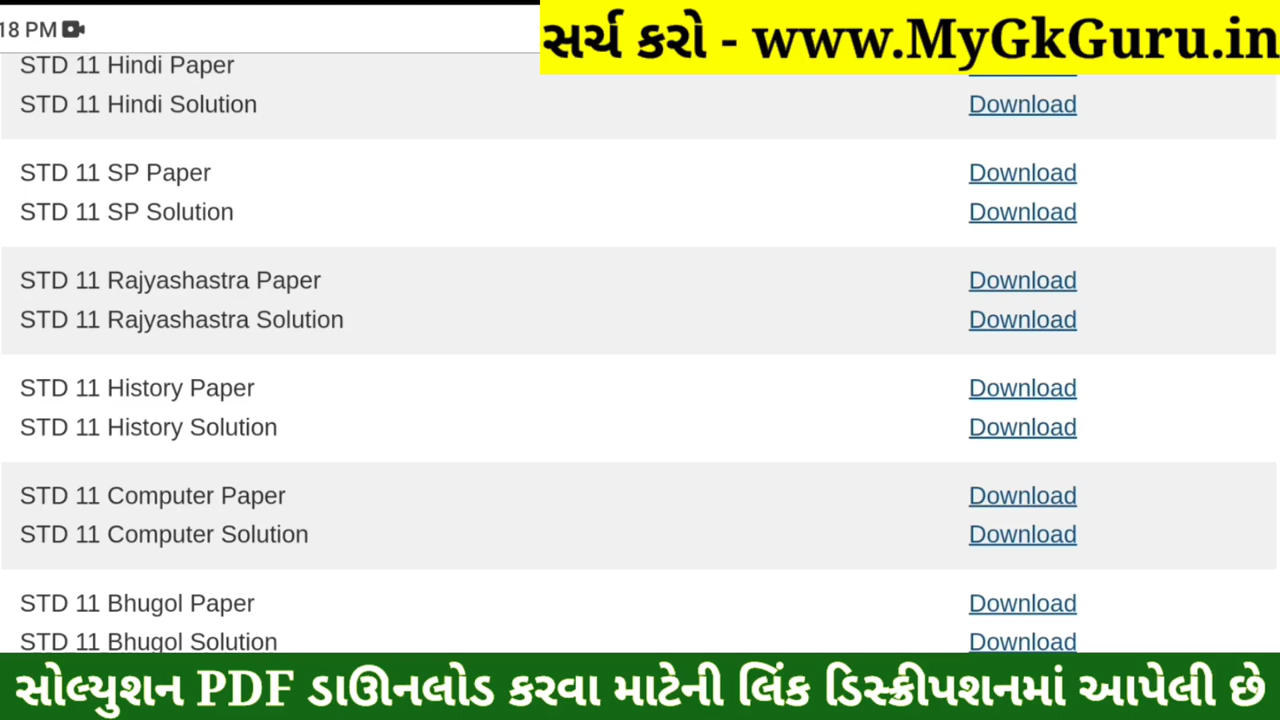 18 PM
સર્ચ કરો - www.MyGkGuru.in
STD 11 Hindi Paper
STD 11 Hindi Solution Download
STD 11 SP Paper Download
STD 11 SP Solution Download
STD 11 Rajyashastra Paper Download
STD 11 Rajyashastra Solution Download
STD 11 History Paper Download
STD 11 History Solution Download
STD 11 Computer Paper Download
STD 11 Computer Solution Download
STD 11 Bhugol Paper Download
STD 11 Bhugol Solution Download
સોલ્યુશન PDF ડાઊનલોડ કરવા માટેની લિંક ડિસ્ક્રીપશનમાં આપેલી છે